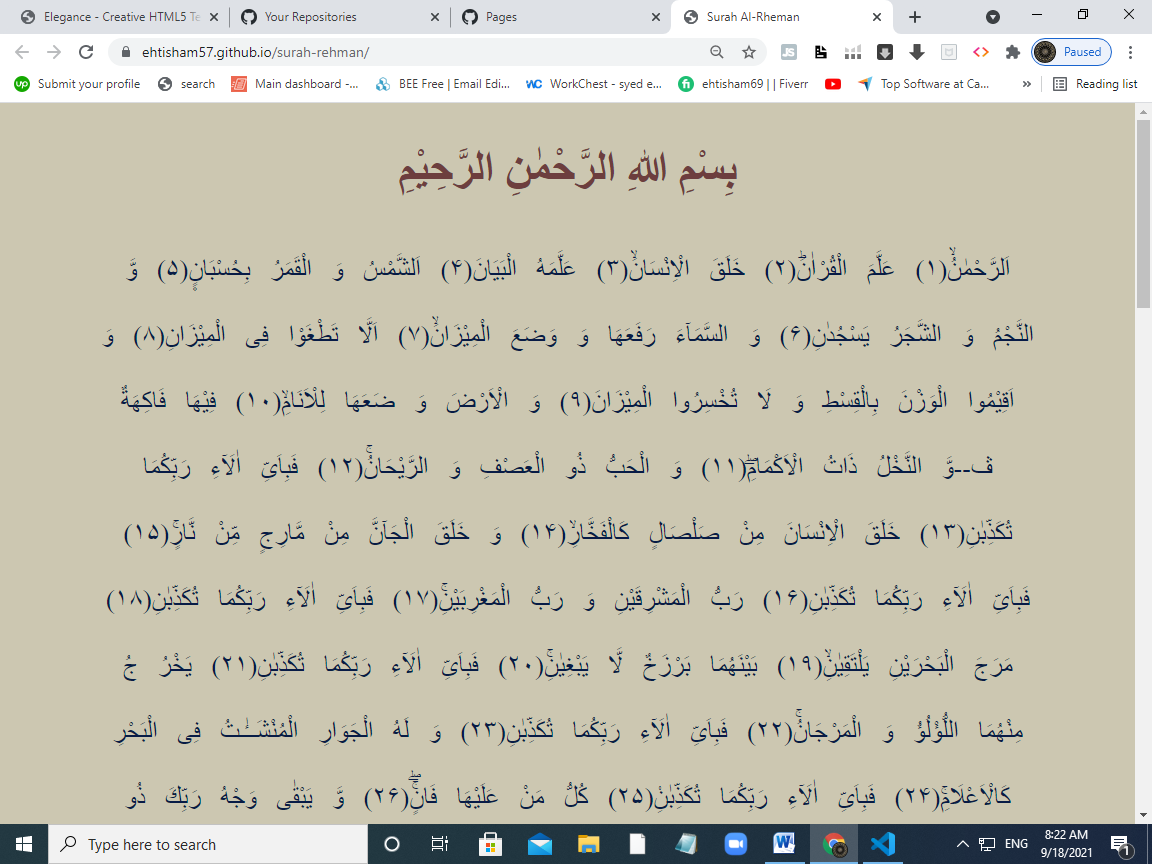 Elegance - Creative HTML5 Te
Your Repositories
Pages
Surah Al-Rheman
ehtisham57.github.io/surah-rehman/
Paused
Submit your profile
search
Main dashboard -...
BEE Free | Email Edi...
WorkChest - syed e...
ehtisham69 | | Fiverr
Top Software at Ca...
»
Reading list
بِسْمِ اللهِ الرَّحْمٰنِ الرَّحِیْمِ
اَلرَّحْمٰنُۙ(۱) عَلَّمَ الْقُرْاٰنَؕ(۲) خَلَقَ الْاِنْسَانَۙ(۳) عَلَّمَهُ الْبَیَانَ(۴) اَلشَّمْسُ وَ الْقَمَرُ بِحُسْبَانٍ۪(۵) وَّ
النَّجْمُ وَ الشَّجَرُ یَسْجُدٰنِ(۶) وَ السَّمَآءَ رَفَعَهَا وَ وَضَعَ الْمِیْزَانَۙ(۷) اَلَّا تَطْغَوْا فِی الْمِیْزَانِ(۸) وَ
اَقِیْمُوا الْوَزْنَ بِالْقِسْطِ وَ لَا تُخْسِرُوا الْمِیْزَانَ(۹) وَ الْاَرْضَ وَ ضَعَهَا لِلْاَنَامِۙ(۱۰) فِیْهَا فَاكِهَةٌ
ﭪ--وَّ النَّخْلُ ذَاتُ الْاَكْمَامِۖ(۱۱) وَ الْحَبُّ ذُو الْعَصْفِ وَ الرَّیْحَانُۚ(۱۲) فَبِاَیِّ اٰلَآءِ رَبِّكُمَا
تُكَذِّبٰنِ(۱۳) خَلَقَ الْاِنْسَانَ مِنْ صَلْصَالٍ كَالْفَخَّارِۙ(۱۴) وَ خَلَقَ الْجَآنَّ مِنْ مَّارِجٍ مِّنْ نَّارٍۚ(۱۵)
فَبِاَیِّ اٰلَآءِ رَبِّكُمَا تُكَذِّبٰنِ(۱۶) رَبُّ الْمَشْرِقَیْنِ وَ رَبُّ الْمَغْرِبَیْنِۚ(۱۷) فَبِاَیِّ اٰلَآءِ رَبِّكُمَا تُكَذِّبٰنِ(۱۸)
مَرَجَ الْبَحْرَیْنِ یَلْتَقِیٰنِۙ(۱۹) بَیْنَهُمَا بَرْزَخٌ لَّا یَبْغِیٰنِۚ(۲۰) فَبِاَیِّ اٰلَآءِ رَبِّكُمَا تُكَذِّبٰنِ(۲۱) یَخْرُ جُ
مِنْهُمَا اللُّؤْلُؤُ وَ الْمَرْجَانُۚ(۲۲) فَبِاَیِّ اٰلَآءِ رَبِّكُمَا تُكَذِّبٰنِ(۲۳) وَ لَهُ الْجَوَارِ الْمُنْشَــٴٰـتُ فِی الْبَحْرِ
كَالْاَعْلَامِۚ(۲۴) فَبِاَیِّ اٰلَآءِ رَبِّكُمَا تُكَذِّبٰنِ۠(۲۵) كُلُّ مَنْ عَلَیْهَا فَانٍۚۖ(۲۶) وَّ یَبْقٰى وَجْهُ رَبِّكَ ذُو
Type here to search
ENG
8:22 AM
9/18/2021
1